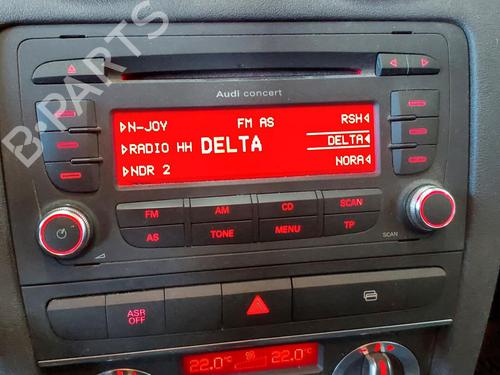 B-PARTS
Audi concert
N-JOY FM AS RSH
RADIO HH DELTA DELTA
NDR 2 NORA
FM AM CD SCAN
AS TONE MENU TP
SCAN
ASR OFF
22.0°C 22.0°C